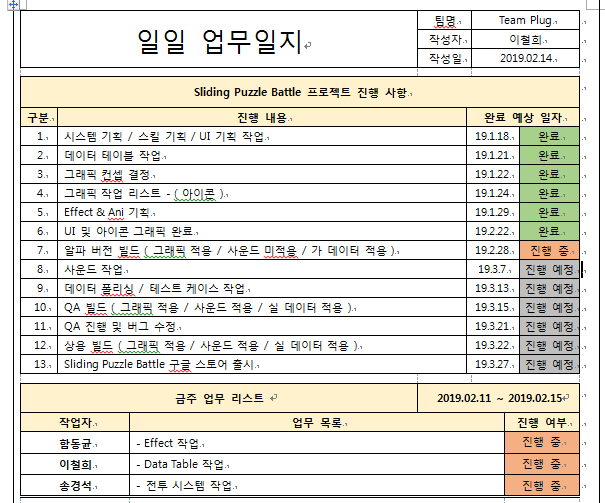 일일 업무일지
팀명 Team Plug.
작성자 이철희
작성일 2019.02.14.
Sliding Puzzle Battle 프로젝트 진행 사항
구분 진행 내용 완료 예상 일자
1. 시스템 기획 / 스킬 기획 / UI 기획 작업 19.1.18. 완료
2. 데이터 테이블 작업 19.1.21. 완료
3. 그래픽 컨셉 결정 19.1.22. 완료
4. 그래픽 작업 리스트 - ( 아이콘 ) 19.1.24. 완료
5. Effect & Ani 기획 19.1.29. 완료
6. UI 및 아이콘 그래픽 완료 19.2.22. 완료
7. 알파 버전 빌드 ( 그래픽 적용 / 사운드 미적용 / 가 데이터 적용 ) 19.2.28. 진행 중
8. 사운드 작업 19.3.7. 진행 예정
9. 데이터 폴리싱 / 테스트 케이스 작업 19.3.13. 진행 예정
10. QA 빌드 ( 그래픽 적용 / 사운드 적용 / 실 데이터 적용 ) 19.3.15. 진행 예정
11. QA 진행 및 버그 수정 19.3.21. 진행 예정
12. 상용 빌드 ( 그래픽 적용 / 사운드 적용 / 실 데이터 적용 ) 19.3.22. 진행 예정
13. Sliding Puzzle Battle 구글 스토어 출시 19.3.27. 진행 예정
금주 업무 리스트 2019.02.11 ~ 2019.02.15
작업자 업무 목록 진행 여부
함동균 - Effect 작업 진행 중
이철희 - Data Table 작업 진행 중
송경석 - 전투 시스템 작업 진행 중